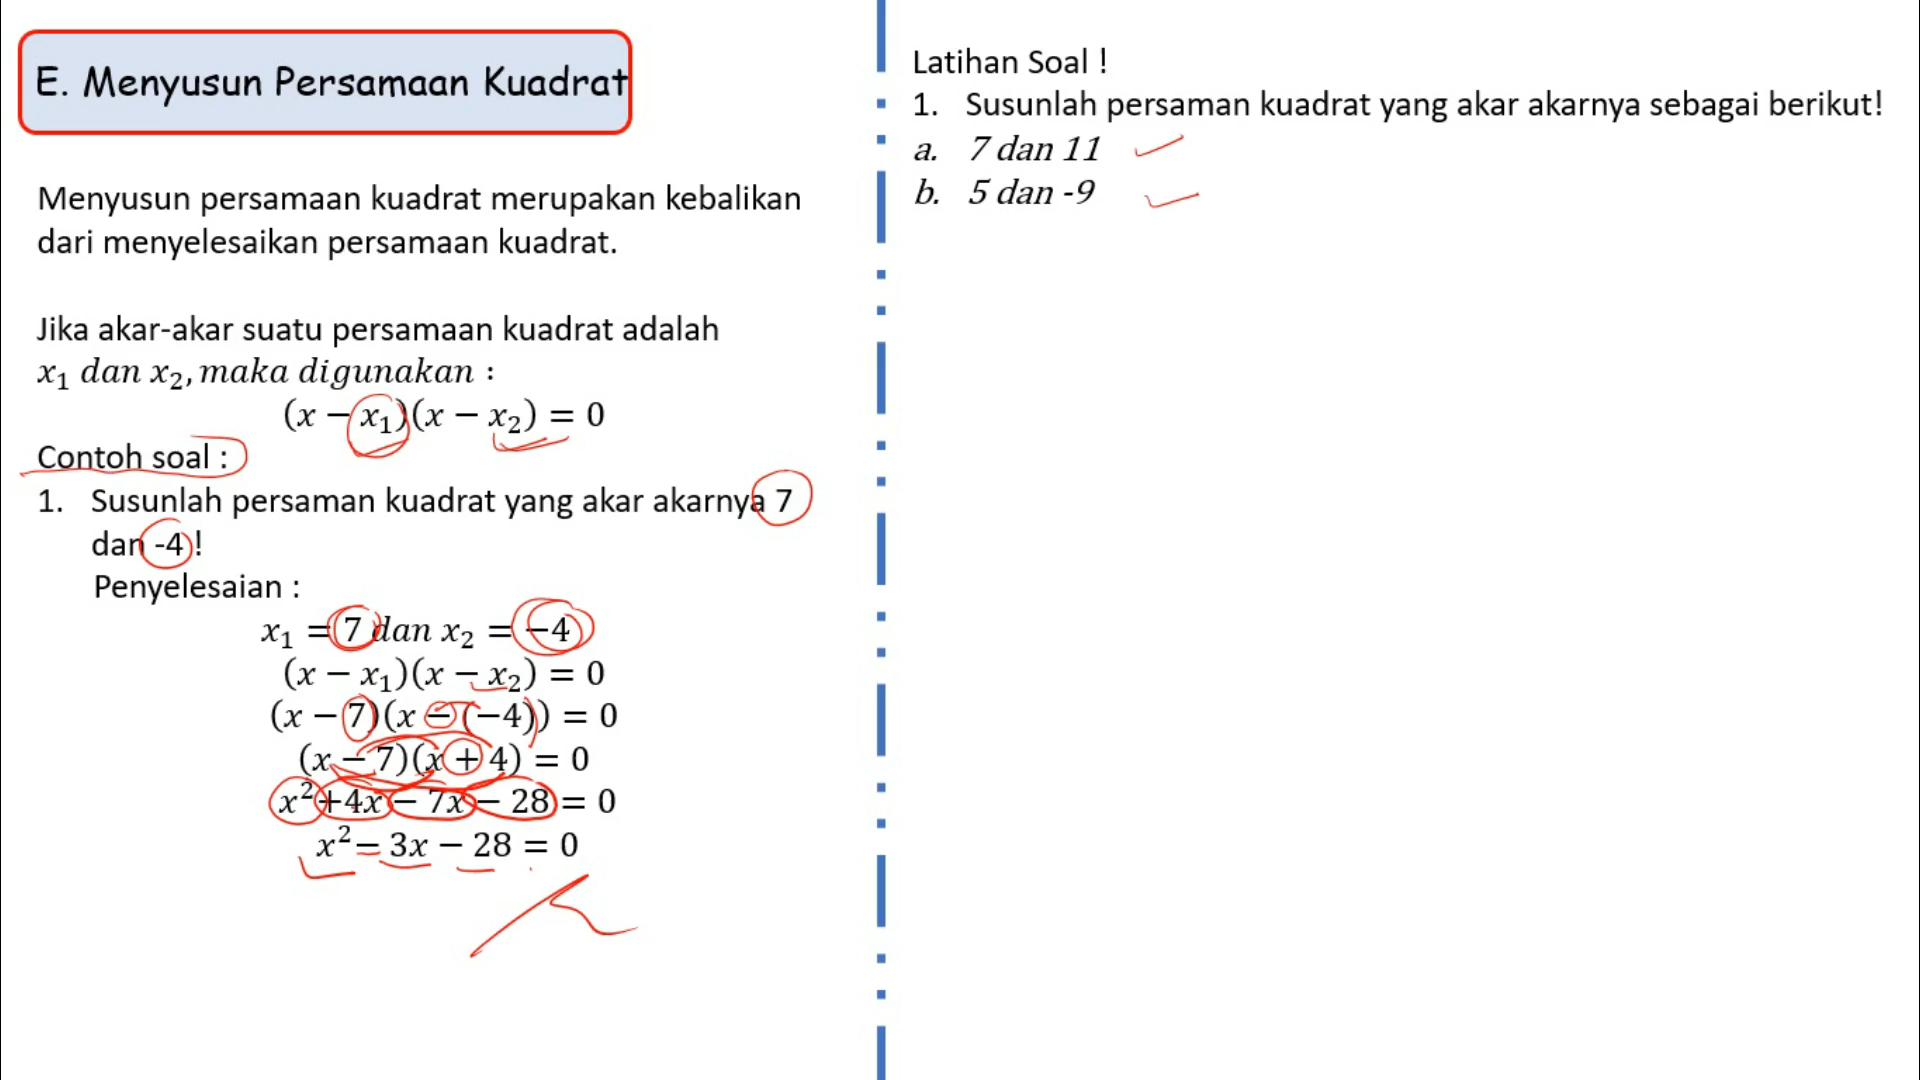 E. Menyusun Persamaan Kuadrat
Menyusun persamaan kuadrat merupakan kebalikan
dari menyelesaikan persamaan kuadrat.
Jika akar-akar suatu persamaan kuadrat adalah
x₁ dan x₂, maka digunakan :
(x − x₁)(x − x₂) = 0
Contoh soal :
1. Susunlah persaman kuadrat yang akar akarnya 7
dan -4 !
Penyelesaian :
x₁ = 7 dan x₂ = −4
(x − x₁)(x − x₂) = 0
(x − 7)(x − (−4)) = 0
(x − 7)(x + 4) = 0
x² +4x − 7x − 28 = 0
x² − 3x − 28 = 0
Latihan Soal !
1. Susunlah persaman kuadrat yang akar akarnya sebagai berikut!
a. 7 dan 11
b. 5 dan -9